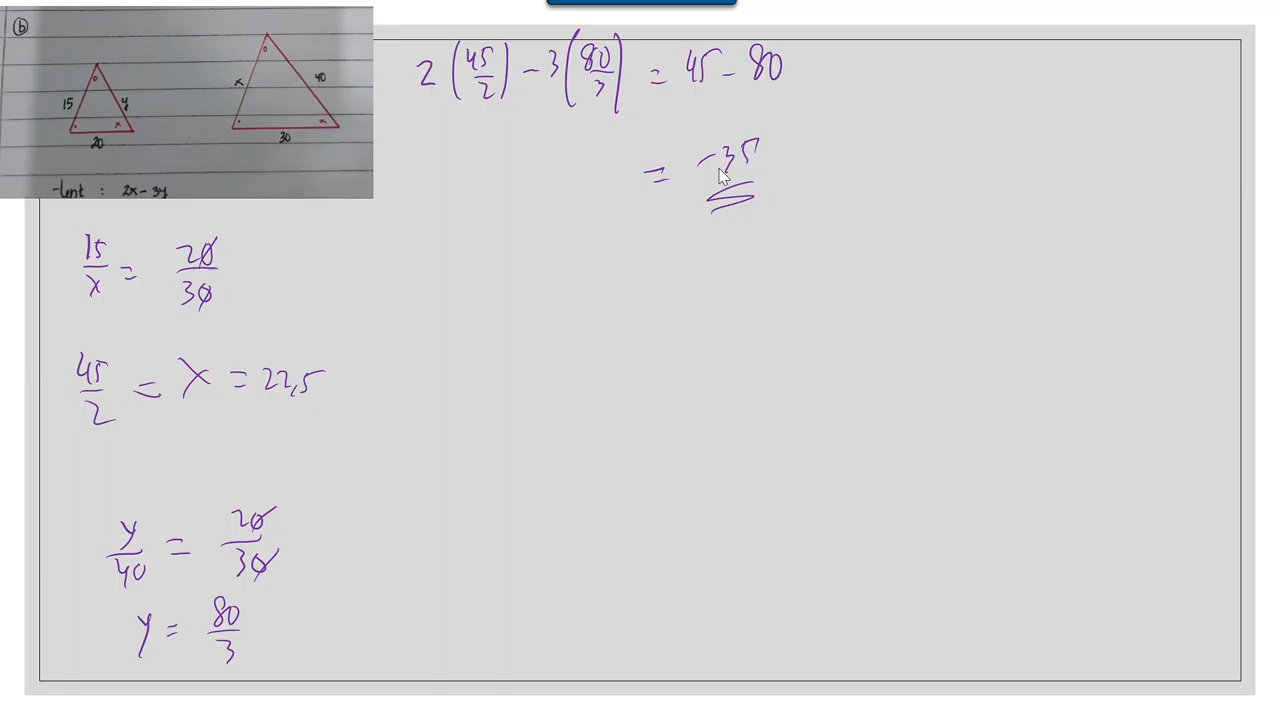 b
15 y 20
x 40 30
: 2x - 3y
2 (45/2) - 3 (80/3) = 45 - 80
= -35
15/x = 20/30
45/2 = x = 22,5
y/40 = 20/30
y = 80/3